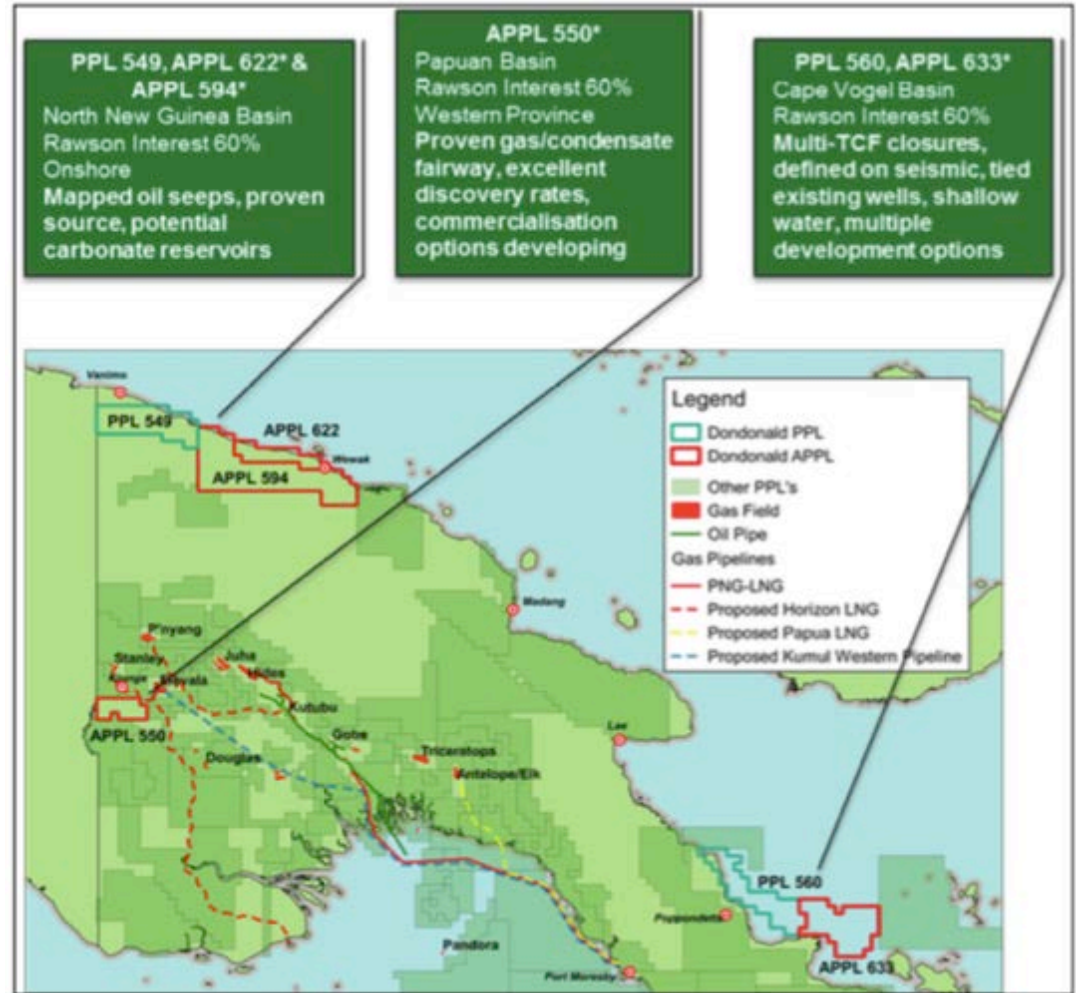 PPL 549, APPL 622* &
APPL 594*
North New Guinea Basin
Rawson Interest 60%
Onshore
Mapped oil seeps, proven
source, potential
carbonate reservoirs
APPL 550*
Papuan Basin
Rawson Interest 60%
Western Province
Proven gas/condensate
fairway, excellent
discovery rates,
commercialisation
options developing
PPL 560, APPL 633*
Cape Vogel Basin
Rawson Interest 60%
Multi-TCF closures,
defined on seismic, tied
existing wells, shallow
water, multiple
development options
Vanimo
PPL 549
APPL 622
Wewak
APPL 594
Legend
Dondonald PPL
Dondonald APPL
Other PPL's
Gas Field
Oil Pipe
Gas Pipelines
PNG-LNG
Proposed Horizon LNG
Proposed Papua LNG
Proposed Kumul Western Pipeline
Madang
P'nyang
Stanley
Juha
Hides
Kutubu
APPL 550
Gobe
Lae
Douglas
Triceratops
Antelope/Elk
PPL 560
Popondetta
APPL 633
Pandora
Port Moresby